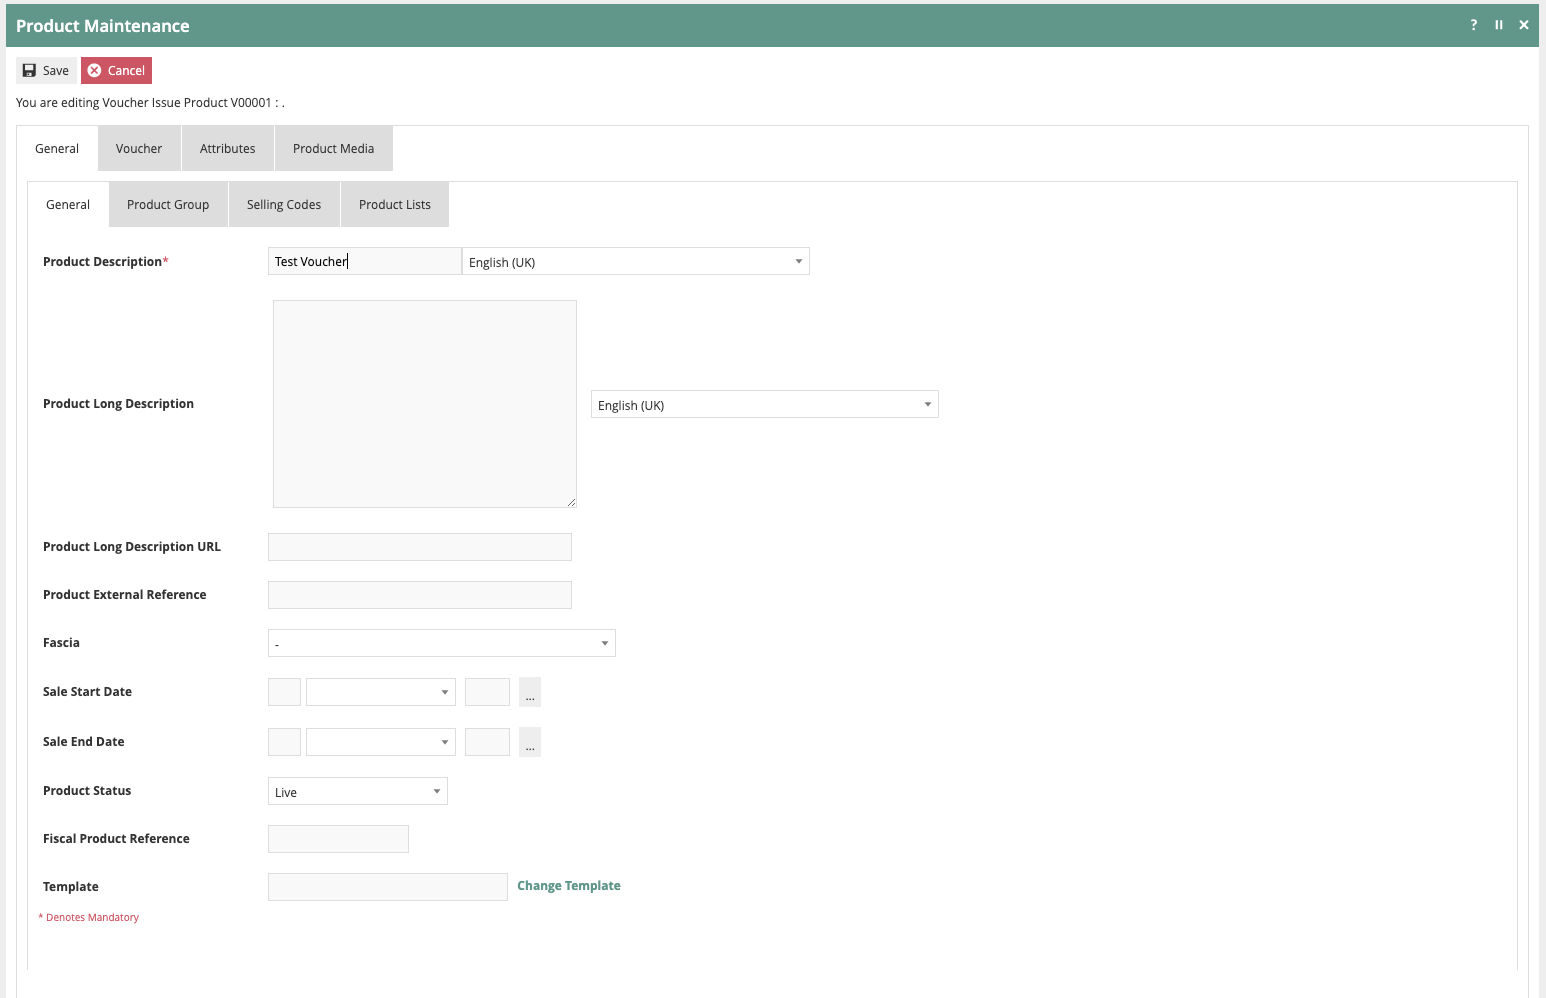 Product Maintenance
?
Save Cancel
You are editing Voucher Issue Product V00001 : .
General Voucher Attributes Product Media
General Product Group Selling Codes Product Lists
Product Description* Test Voucher English (UK)
Product Long Description English (UK)
Product Long Description URL
Product External Reference
Fascia -
Sale Start Date ...
Sale End Date ...
Product Status Live
Fiscal Product Reference
Template Change Template
* Denotes Mandatory